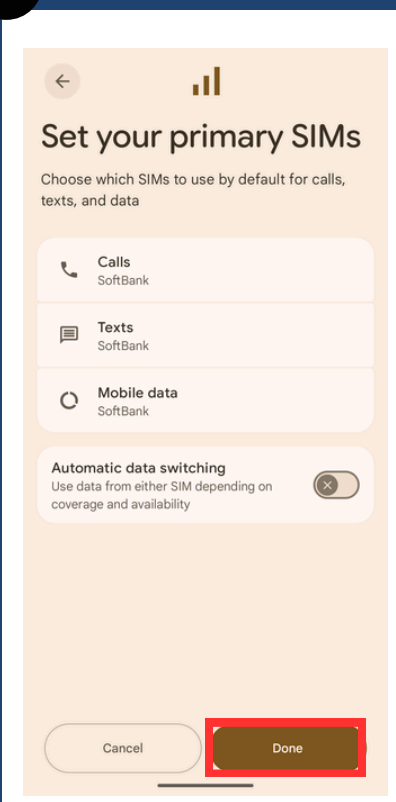 Set your primary SIMs
Choose which SIMs to use by default for calls,
texts, and data
Calls
SoftBank
Texts
SoftBank
Mobile data
SoftBank
Automatic data switching
Use data from either SIM depending on
coverage and availability
Cancel
Done